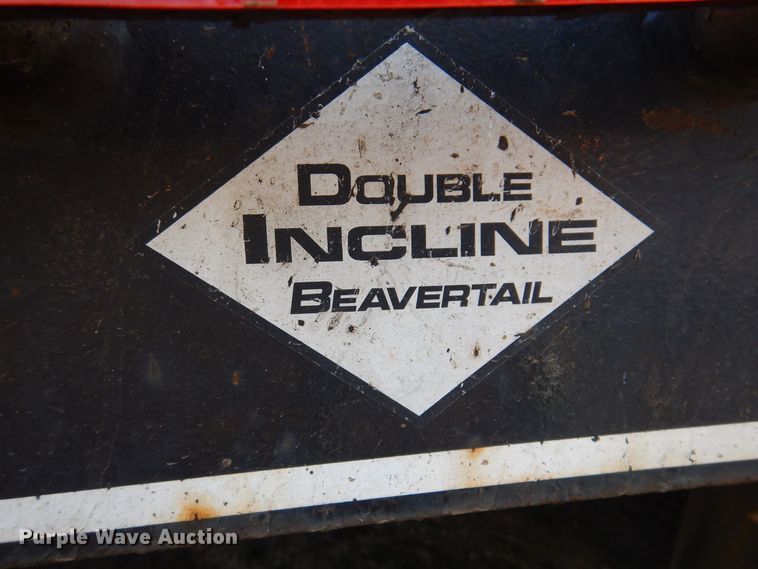 Double
Incline
Beavertail
Purple Wave Auction